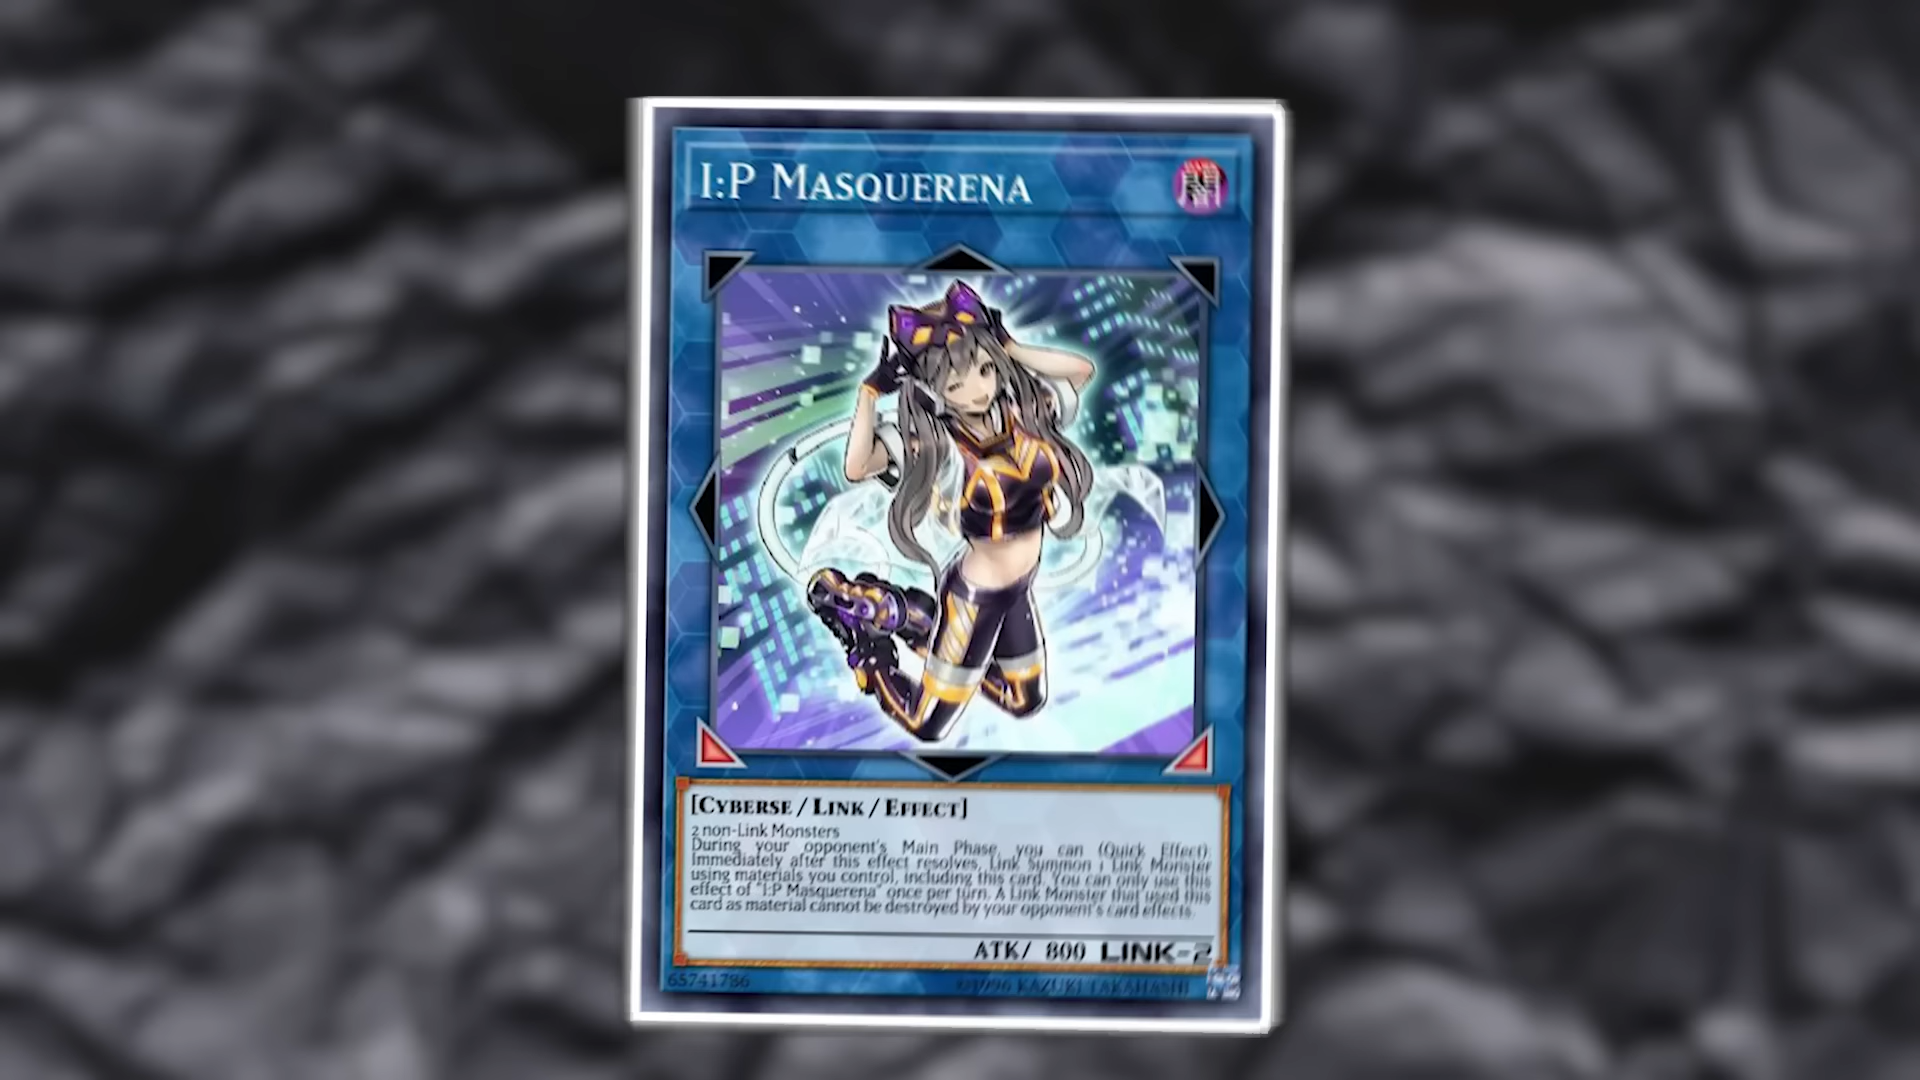 I:P MASQUERENA
闇
[CYBERSE / LINK / EFFECT]
2 non-Link Monsters
During your opponent's Main Phase, you can (Quick Effect):
Immediately after this effect resolves, Link Summon 1 Link Monster
using materials you control, including this card. You can only use this
effect of "I:P Masquerena" once per turn. A Link Monster that used this
card as material cannot be destroyed by your opponent's card effects.
ATK/ 800 LINK-2
65741786
©1996 KAZUKI TAKAHASHI